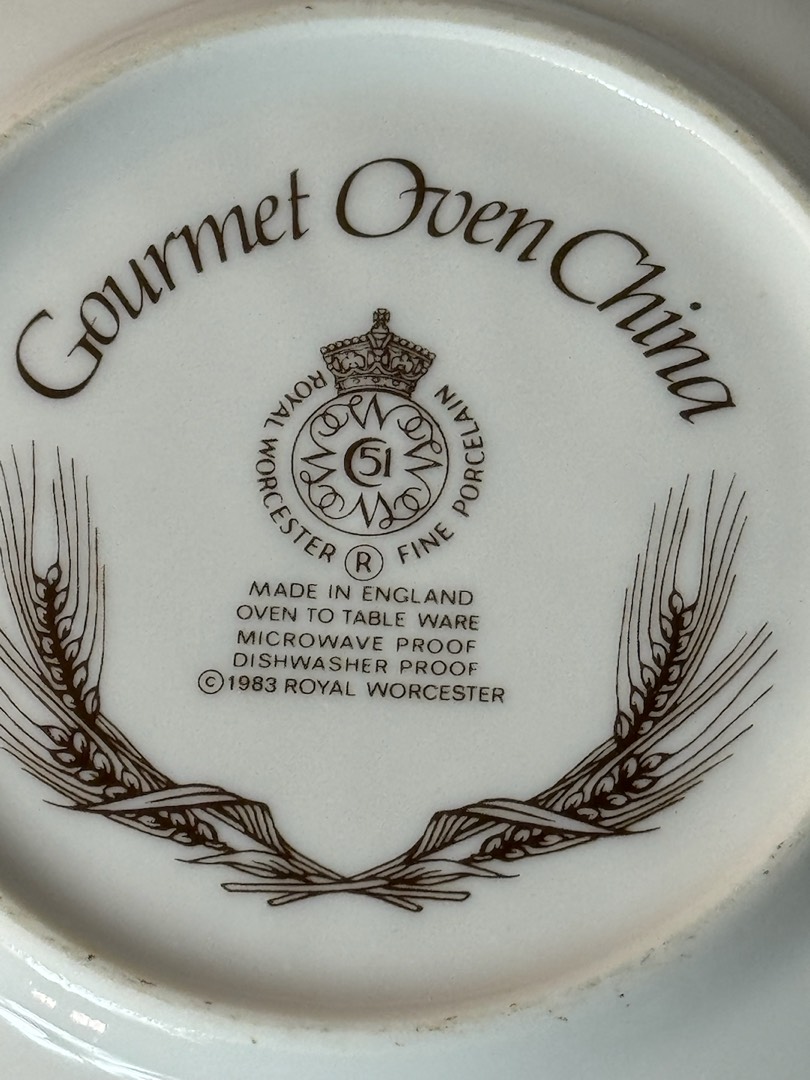 Gourmet Oven China
ROYAL WORCESTER ® FINE PORCELAIN
C51
MADE IN ENGLAND
OVEN TO TABLE WARE
MICROWAVE PROOF
DISHWASHER PROOF
©1983 ROYAL WORCESTER